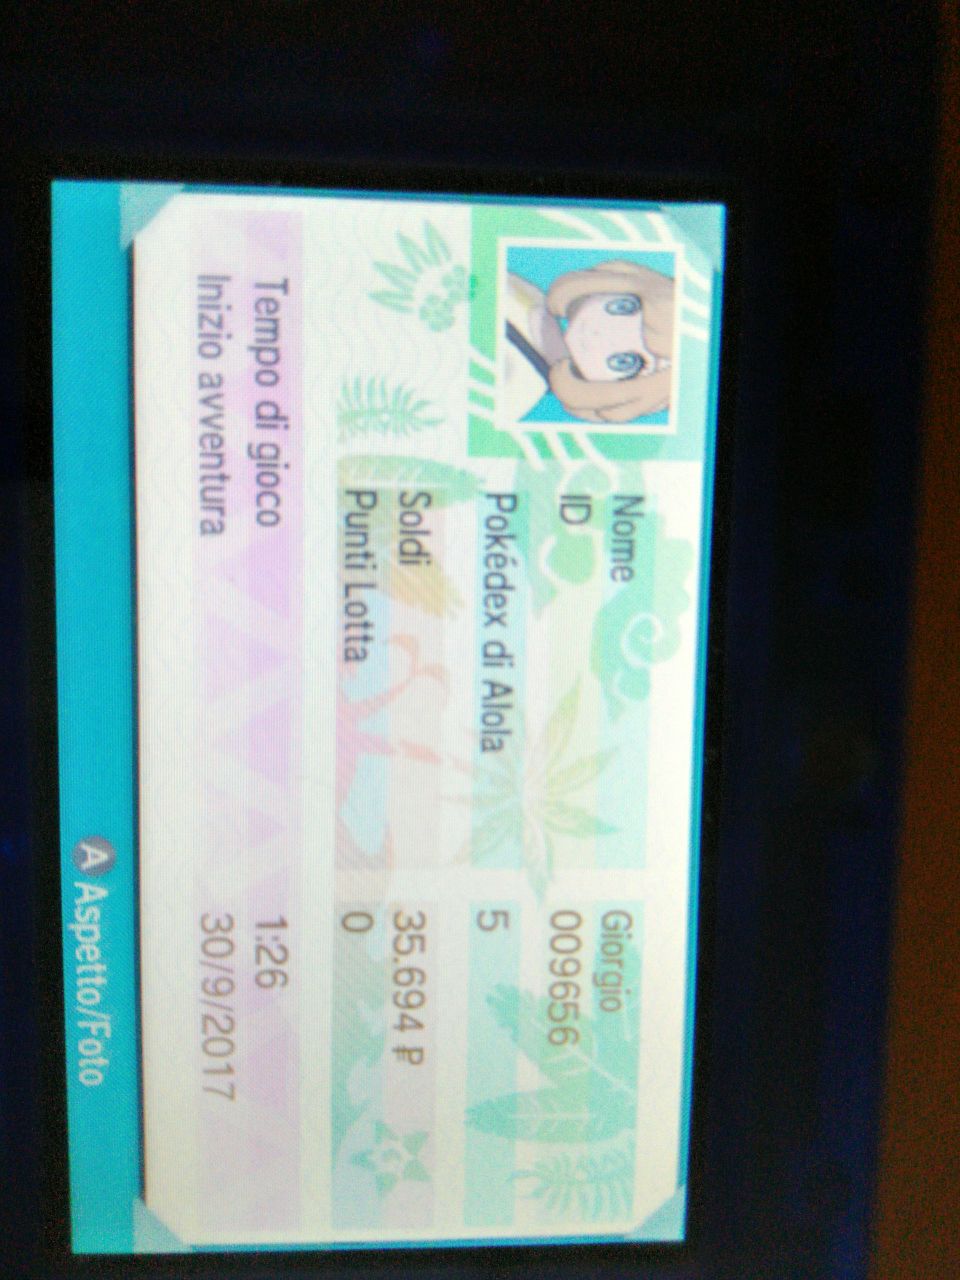 Nome Giorgio
ID 009656
Pokédex di Alola 5
Soldi 35.694 ₽
Punti Lotta 0
Tempo di gioco 1:26
Inizio avventura 30/9/2017
A Aspetto/Foto